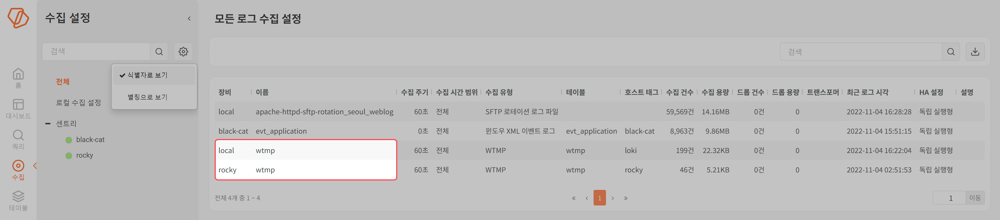 수집 설정
검색
식별자로 보기
별칭으로 보기
전체
로컬 수집 설정
센트리
black-cat
rocky
홈
대시보드
쿼리
수집
테이블
모든 로그 수집 설정
검색
장비 이름 수집 주기 수집 시간 범위 수집 유형 테이블 호스트 태그 수집 건수 수집 용량 드롭 건수 드롭 용량 트랜스포머 최근 로그 시각 HA 설정 설명
local apache-httpd-sftp-rotation_seoul_weblog 60초 전체 SFTP 로테이션 로그 파일 59,569건 14.16MB 0건 0 2022-11-04 16:28:28 독립 실행형
black-cat evt_application 0초 전체 윈도우 XML 이벤트 로그 evt_application black-cat 8,963건 9.86MB 0건 0 2022-11-04 15:51:15 독립 실행형
local wtmp 60초 전체 WTMP wtmp loki 199건 22.32KB 0건 0 2022-11-04 16:22:04 독립 실행형
rocky wtmp 60초 전체 WTMP wtmp rocky 46건 5.21KB 0건 0 2022-11-04 02:51:53 독립 실행형
전체 4개 중 1 ~ 4
« ‹ 1 › »
1 이동